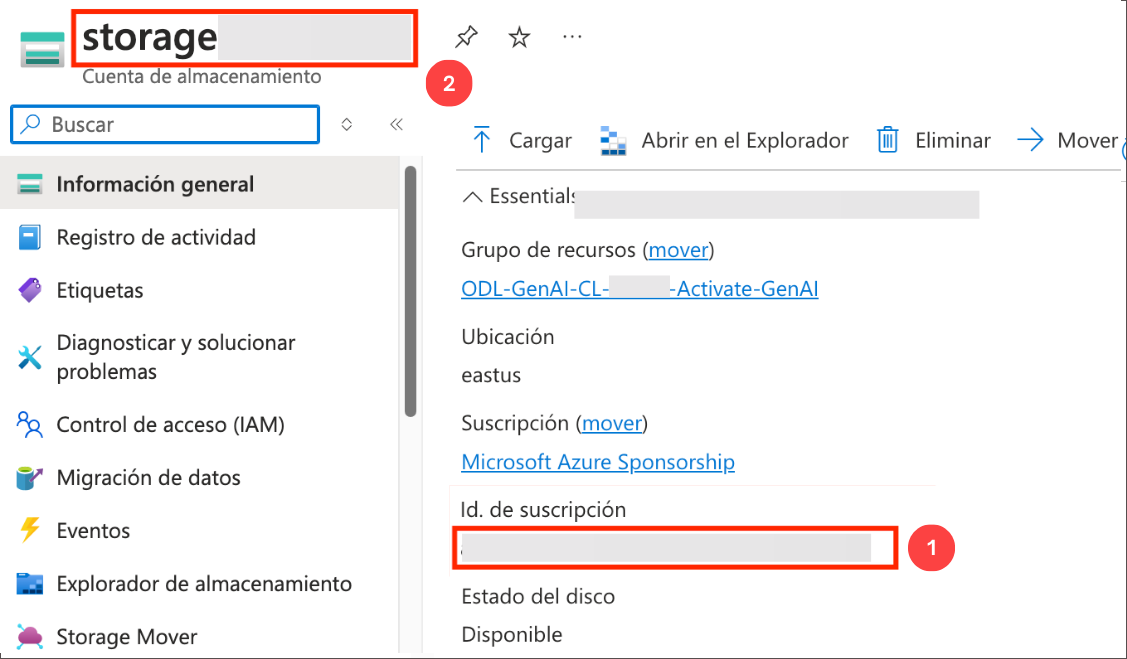 storage
Cuenta de almacenamiento
2
Buscar
Cargar
Abrir en el Explorador
Eliminar
Mover
Información general
Registro de actividad
Etiquetas
Diagnosticar y solucionar
problemas
Control de acceso (IAM)
Migración de datos
Eventos
Explorador de almacenamiento
Storage Mover
Essentials
Grupo de recursos (mover)
ODL-GenAI-CL- -Activate-GenAI
Ubicación
eastus
Suscripción (mover)
Microsoft Azure Sponsorship
Id. de suscripción
1
Estado del disco
Disponible